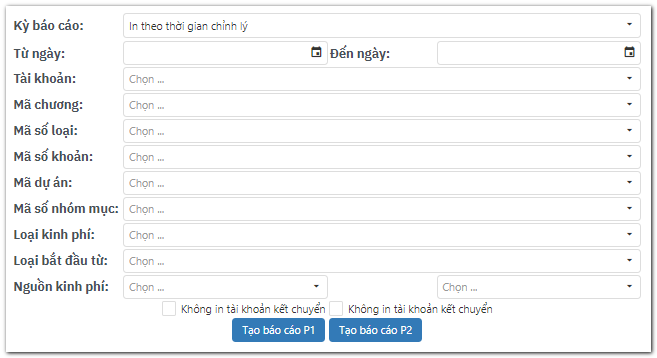 Kỳ báo cáo: In theo thời gian chỉnh lý
Từ ngày: Đến ngày:
Tài khoản: Chọn ...
Mã chương: Chọn ...
Mã số loại: Chọn ...
Mã số khoản: Chọn ...
Mã dự án: Chọn ...
Mã số nhóm mục: Chọn ...
Loại kinh phí: Chọn ...
Loại bắt đầu từ: Chọn ...
Nguồn kinh phí: Chọn ... Chọn ...
Không in tài khoản kết chuyển Không in tài khoản kết chuyển
Tạo báo cáo P1 Tạo báo cáo P2